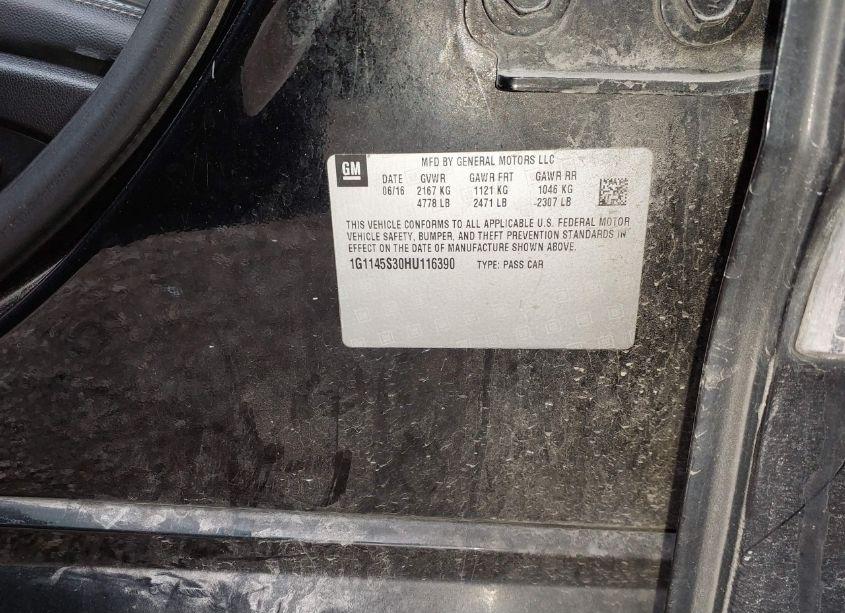 GM
MFD BY GENERAL MOTORS LLC
DATE GVWR GAWR FRT GAWR RR
06/16 2167 KG 1121 KG 1046 KG
4778 LB 2471 LB 2307 LB
THIS VEHICLE CONFORMS TO ALL APPLICABLE U.S. FEDERAL MOTOR
VEHICLE SAFETY, BUMPER, AND THEFT PREVENTION STANDARDS IN
EFFECT ON THE DATE OF MANUFACTURE SHOWN ABOVE.
1G1145S30HU116390 TYPE: PASS CAR